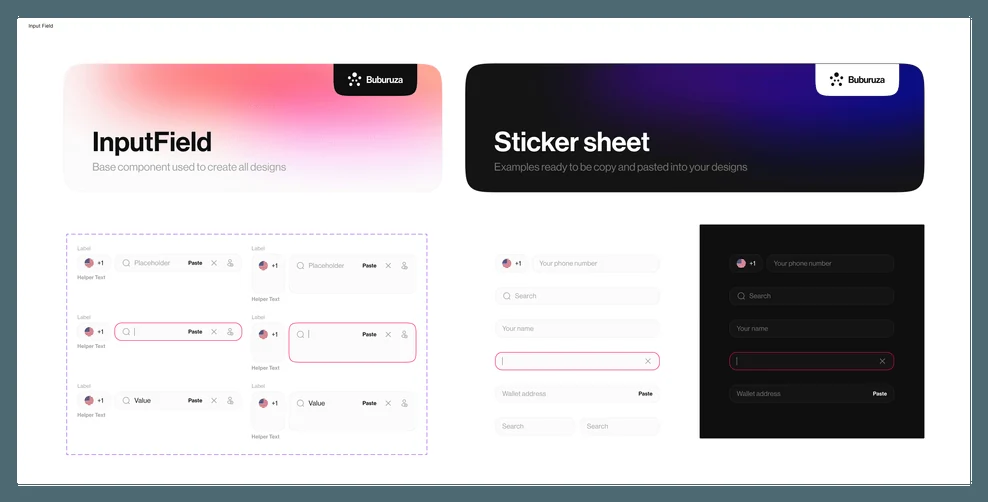 Input Field
Buburuza
InputField
Base component used to create all designs
Buburuza
Sticker sheet
Examples ready to be copy and pasted into your designs
Label
+1
Placeholder
Paste
Helper Text
Label
+1
Placeholder
Paste
Helper Text
Label
+1
Paste
Helper Text
Label
+1
Paste
Helper Text
Label
+1
Value
Paste
Helper Text
Label
+1
Value
Paste
Helper Text
+1
Your phone number
Search
Your name
Wallet address
Paste
Search
Search
+1
Your phone number
Search
Your name
Wallet address
Paste